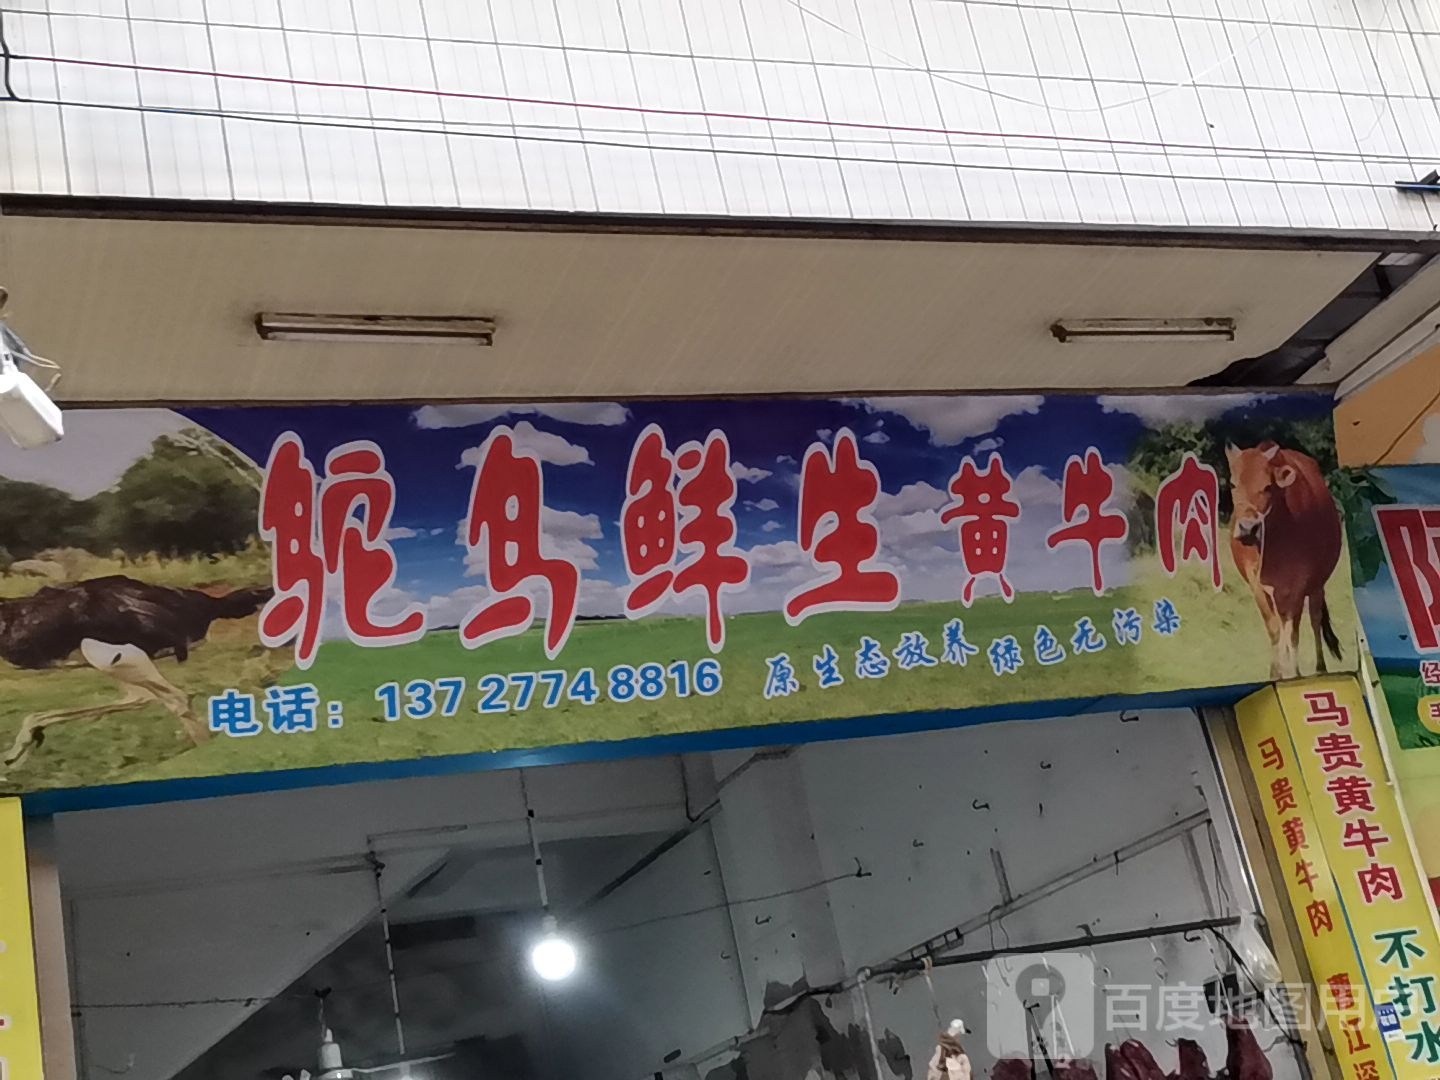 鸵鸟鲜生黄牛肉
电话：137 2774 8816 原生态放养 绿色无污染
马贵黄牛肉
马贵黄牛肉 不打水
百度地图用户